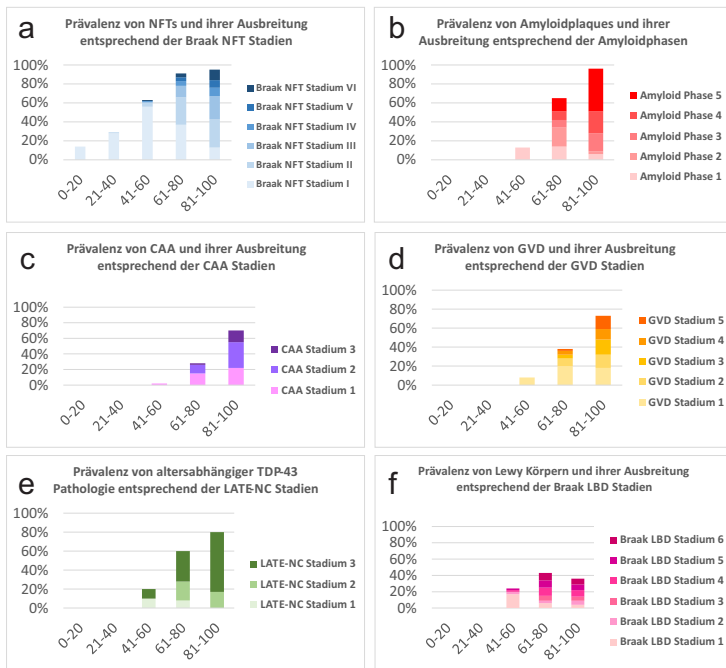 a
Prävalenz von NFTs und ihrer Ausbreitung
entsprechend der Braak NFT Stadien
100%
80%
60%
40%
20%
0%
0-20
21-40
41-60
61-80
81-100
Braak NFT Stadium VI
Braak NFT Stadium V
Braak NFT Stadium IV
Braak NFT Stadium III
Braak NFT Stadium II
Braak NFT Stadium I
b
Prävalenz von Amyloidplaques und ihrer
Ausbreitung entsprechend der Amyloidphasen
100%
80%
60%
40%
20%
0%
0-20
21-40
41-60
61-80
81-100
Amyloid Phase 5
Amyloid Phase 4
Amyloid Phase 3
Amyloid Phase 2
Amyloid Phase 1
c
Prävalenz von CAA und ihrer Ausbreitung
entsprechend der CAA Stadien
100%
80%
60%
40%
20%
0%
0-20
21-40
41-60
61-80
81-100
CAA Stadium 3
CAA Stadium 2
CAA Stadium 1
d
Prävalenz von GVD und ihrer Ausbreitung
entsprechend der GVD Stadien
100%
80%
60%
40%
20%
0%
0-20
21-40
41-60
61-80
81-100
GVD Stadium 5
GVD Stadium 4
GVD Stadium 3
GVD Stadium 2
GVD Stadium 1
e
Prävalenz von altersabhängiger TDP-43
Pathologie entsprechend der LATE-NC Stadien
100%
80%
60%
40%
20%
0%
0-20
21-40
41-60
61-80
81-100
LATE-NC Stadium 3
LATE-NC Stadium 2
LATE-NC Stadium 1
f
Prävalenz von Lewy Körpern und ihrer Ausbreitung
entsprechend der Braak LBD Stadien
100%
80%
60%
40%
20%
0%
0-20
21-40
41-60
61-80
81-100
Braak LBD Stadium 6
Braak LBD Stadium 5
Braak LBD Stadium 4
Braak LBD Stadium 3
Braak LBD Stadium 2
Braak LBD Stadium 1